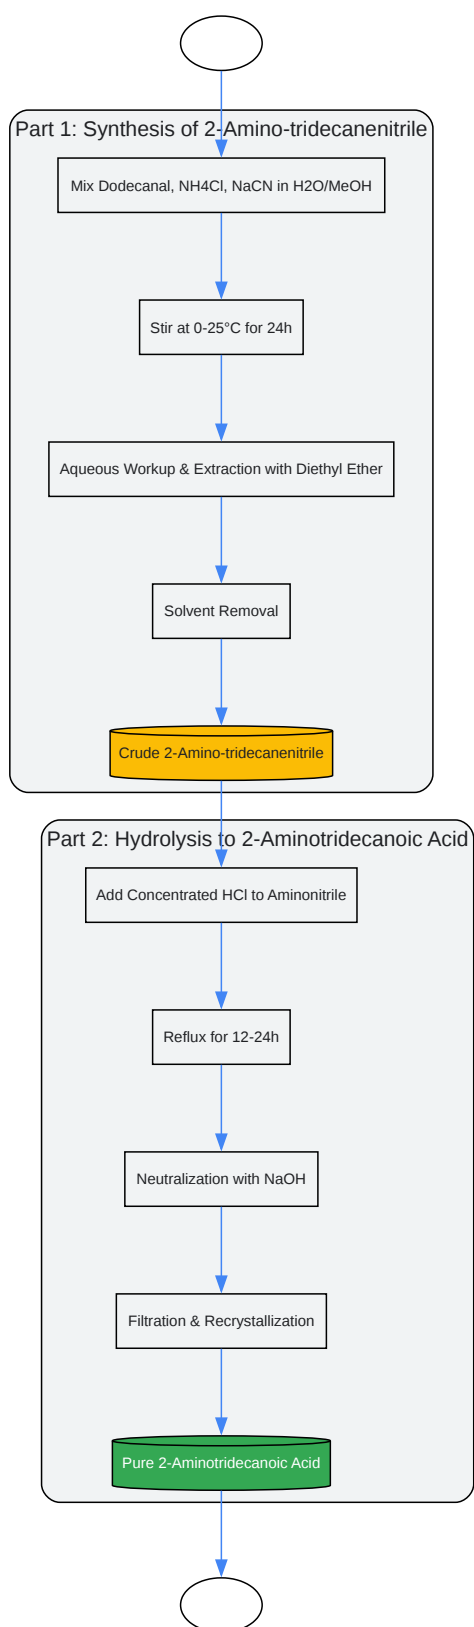 Part 1: Synthesis of 2-Amino-tridecanenitrile
Mix Dodecanal, NH4Cl, NaCN in H2O/MeOH
Stir at 0-25°C for 24h
Aqueous Workup & Extraction with Diethyl Ether
Solvent Removal
Crude 2-Amino-tridecanenitrile
Part 2: Hydrolysis to 2-Aminotridecanoic Acid
Add Concentrated HCl to Aminonitrile
Reflux for 12-24h
Neutralization with NaOH
Filtration & Recrystallization
Pure 2-Aminotridecanoic Acid